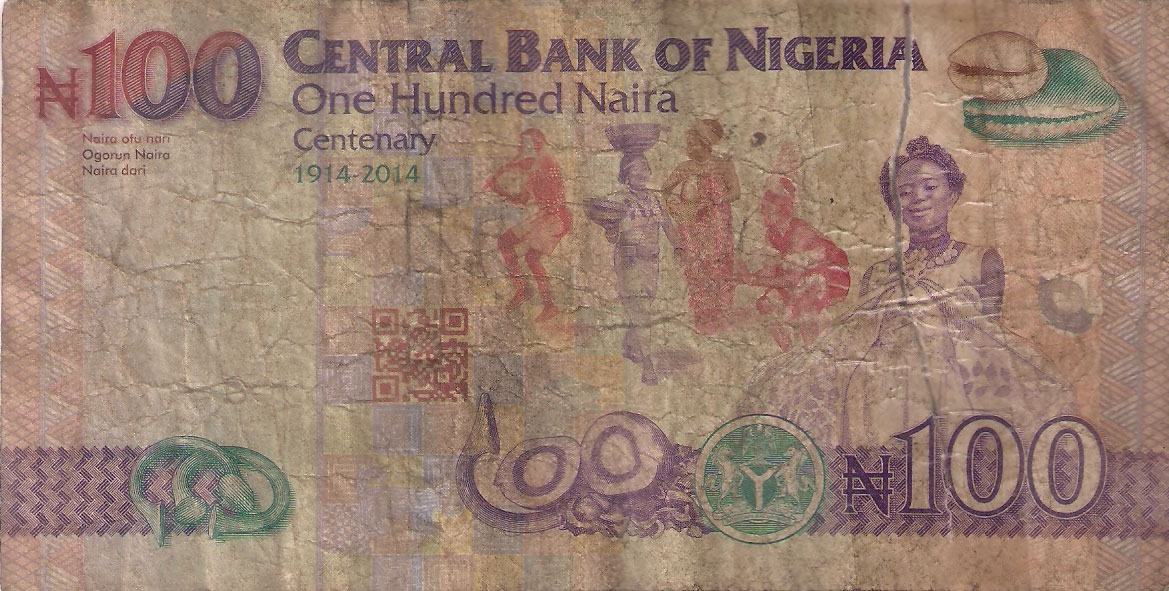 ₦100
CENTRAL BANK OF NIGERIA
One Hundred Naira
Centenary
1914-2014
Naira ofu nari
Ogorun Naira
Naira dari
₦100